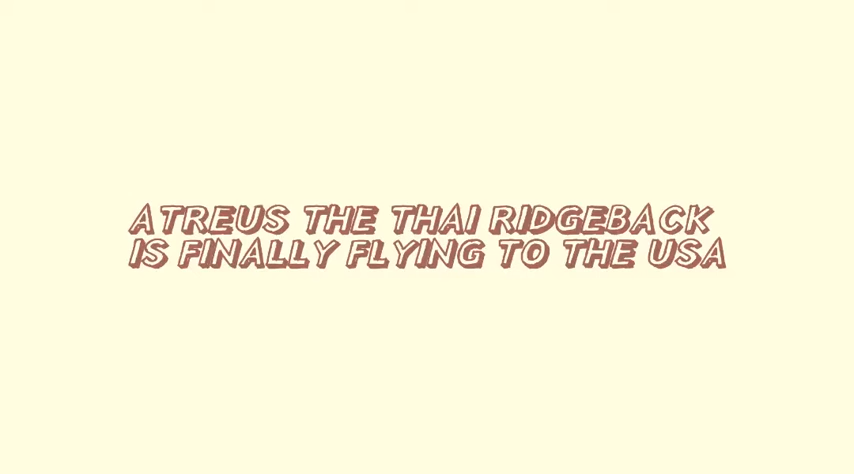 ATREUS THE THAI RIDGEBACK
IS FINALLY FLYING TO THE USA